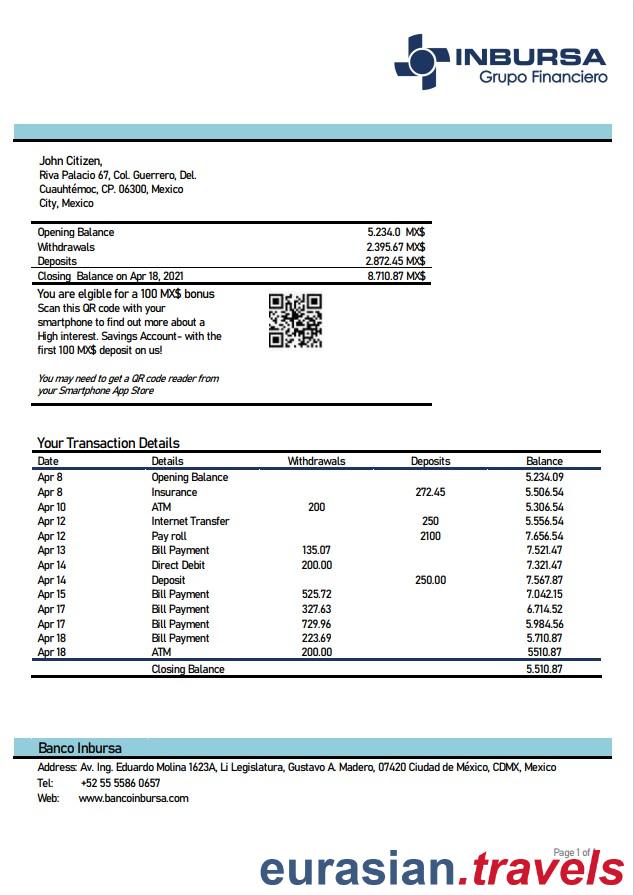 INBURSA
Grupo Financiero
John Citizen,
Riva Palacio 67, Col. Guerrero, Del.
Cuauhtémoc, CP. 06300, Mexico
City, Mexico
Opening Balance 5.234.0 MX$
Withdrawals 2.395.67 MX$
Deposits 2.872.45 MX$
Closing Balance on Apr 18, 2021 8.710.87 MX$
You are elgible for a 100 MX$ bonus
Scan this QR code with your
smartphone to find out more about a
High interest. Savings Account- with the
first 100 MX$ deposit on us!
You may need to get a QR code reader from
your Smartphone App Store
Your Transaction Details
Date Details Withdrawals Deposits Balance
Apr 8 Opening Balance 5.234.09
Apr 8 Insurance 272.45 5.506.54
Apr 10 ATM 200 5.306.54
Apr 12 Internet Transfer 250 5.556.54
Apr 12 Pay roll 2100 7.656.54
Apr 13 Bill Payment 135.07 7.521.47
Apr 14 Direct Debit 200.00 7.321.47
Apr 14 Deposit 250.00 7.567.87
Apr 15 Bill Payment 525.72 7.042.15
Apr 17 Bill Payment 327.63 6.714.52
Apr 17 Bill Payment 729.96 5.984.56
Apr 18 Bill Payment 223.69 5.710.87
Apr 18 ATM 200.00 5510.87
Closing Balance 5.510.87
Banco Inbursa
Address: Av. Ing. Eduardo Molina 1623A, Li Legislatura, Gustavo A. Madero, 07420 Ciudad de México, CDMX, Mexico
Tel: +52 55 5586 0657
Web: www.bancoinbursa.com
Page 1 of
eurasian.travels